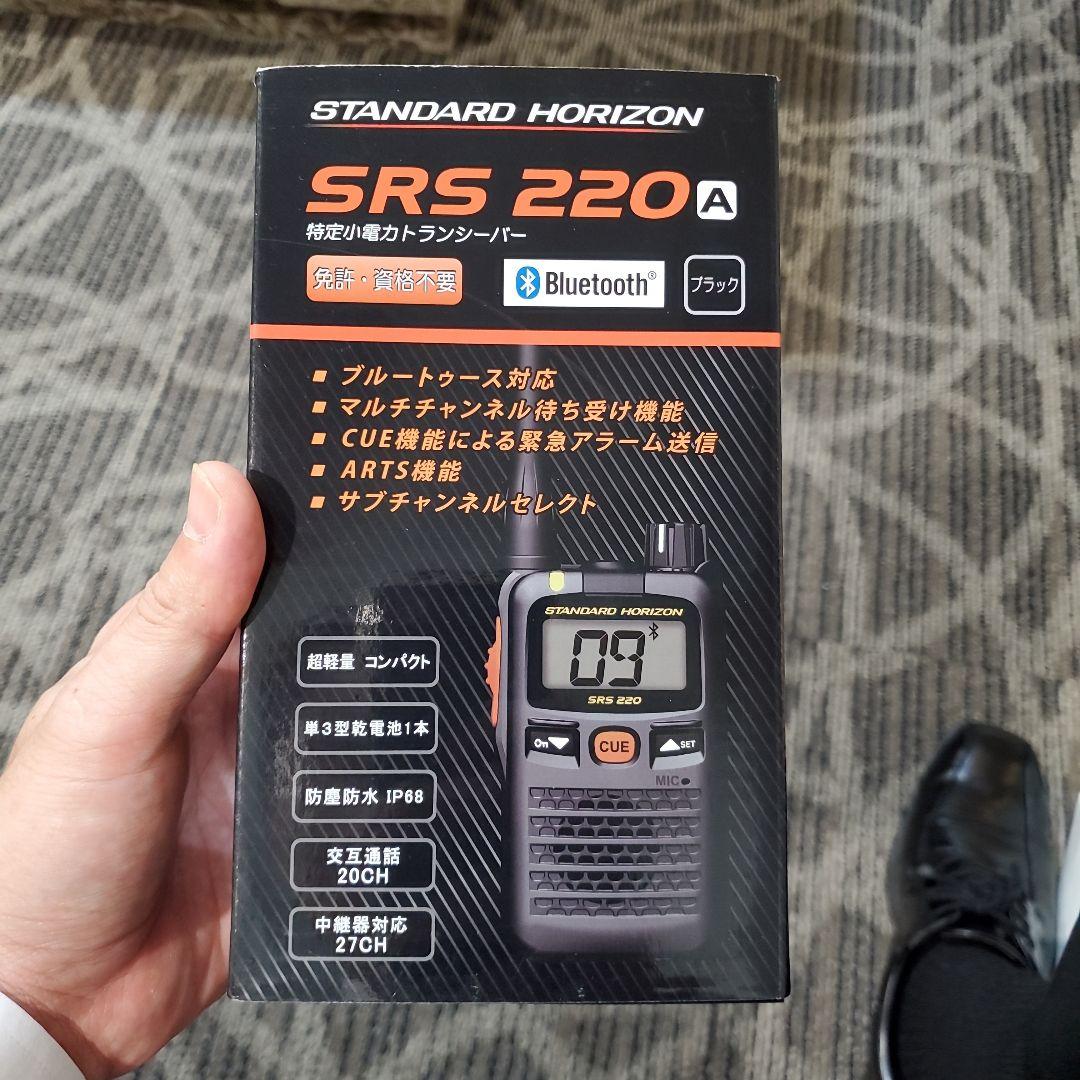 STANDARD HORIZON
SRS 220 A
特定小電力トランシーバー
免許・資格不要
Bluetooth®
ブラック
■ ブルートゥース対応
■ マルチチャンネル待ち受け機能
■ CUE機能による緊急アラーム送信
■ ARTS機能
■ サブチャンネルセレクト
STANDARD HORIZON
09
SRS 220
On
CUE
SET
MIC
超軽量 コンパクト
単3型乾電池1本
防塵防水 IP68
交互通話
20CH
中継器対応
27CH